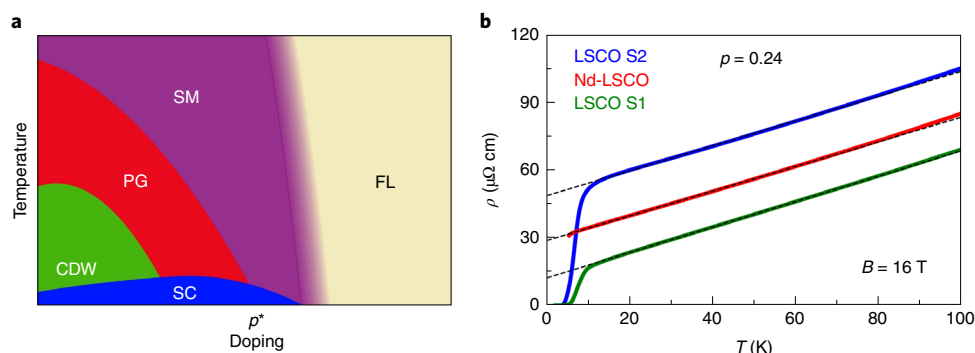 a
Temperature
SM
PG
FL
CDW
SC
p*
Doping
b
ρ (μΩ cm)
120
90
60
30
0
LSCO S2
Nd-LSCO
LSCO S1
p = 0.24
B = 16 T
0 20 40 60 80 100
T (K)